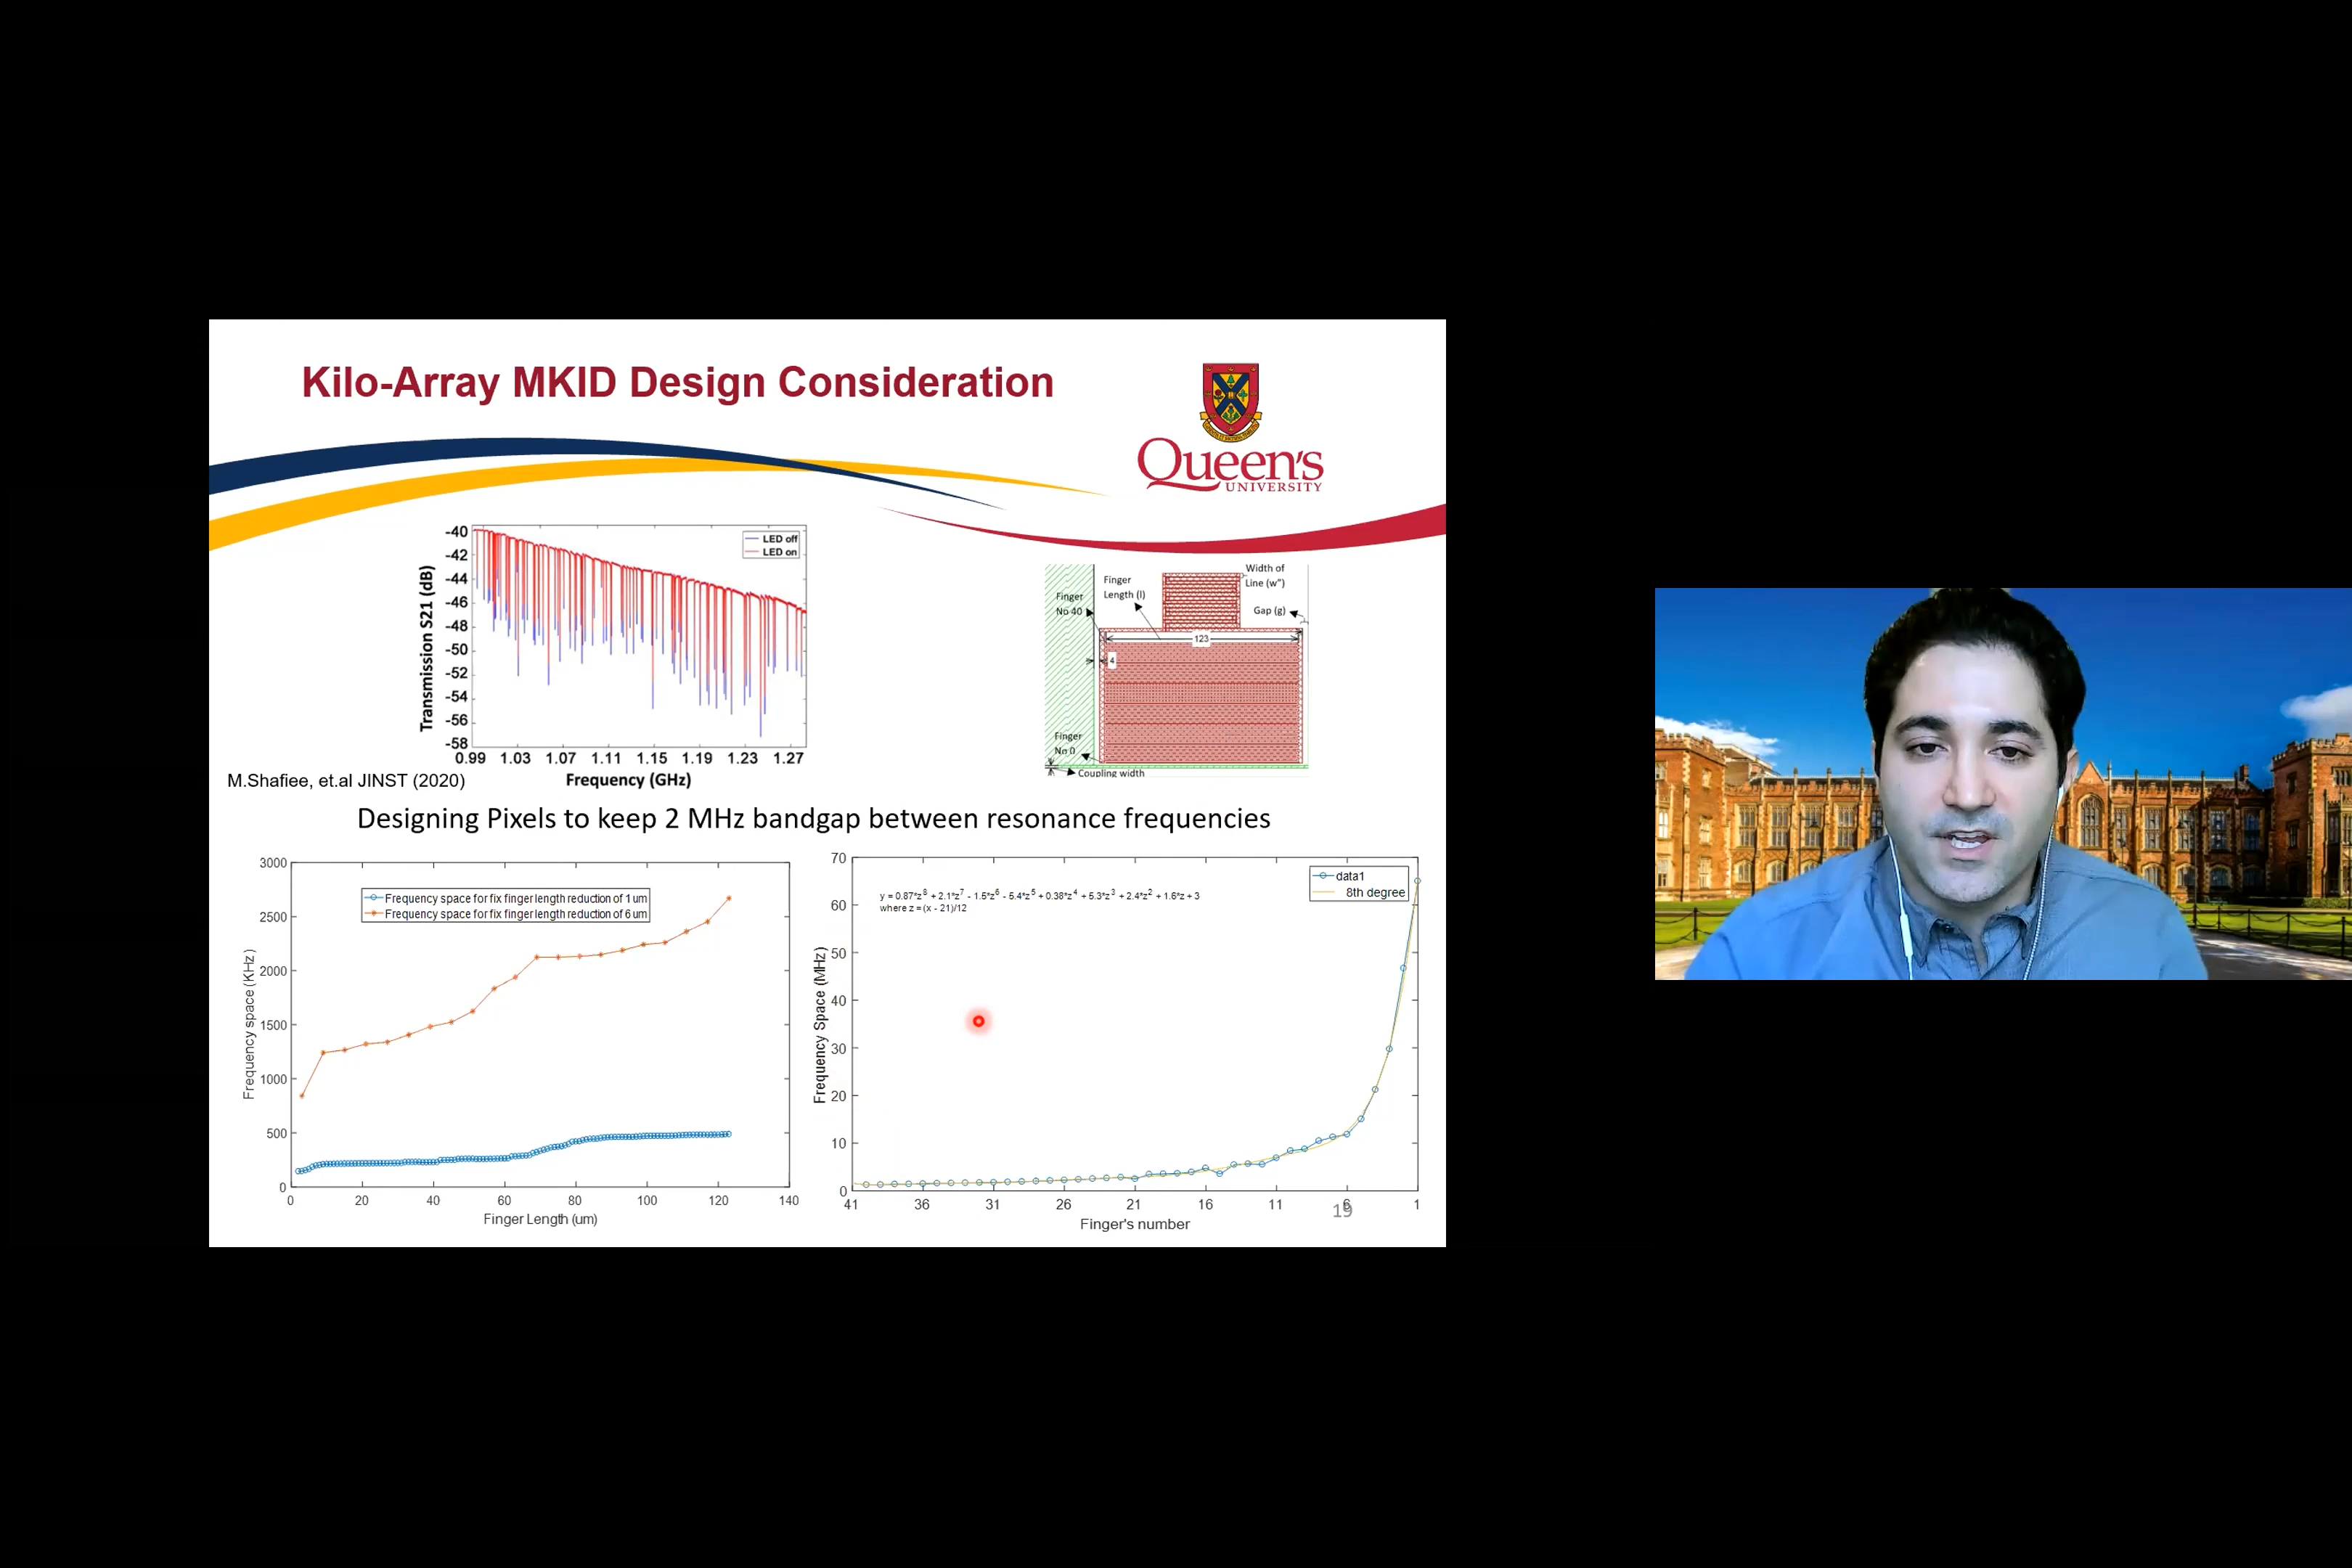 Kilo-Array MKID Design Consideration
Queen's
UNIVERSITY
-40
-42
-44
-46
-48
-50
-52
-54
-56
-58
Transmission S21 (dB)
LED off
LED on
0.99 1.03 1.07 1.11 1.15 1.19 1.23 1.27
Frequency (GHz)
M.Shafiee, et.al JINST (2020)
Finger
Length (l)
Width of
Line (w")
Finger
No 40
Gap (g)
123
4
Finger
No 0
Coupling width
Designing Pixels to keep 2 MHz bandgap between resonance frequencies
3000
2500
2000
1500
1000
500
0
Frequency space (KHz)
Frequency space for fix finger length reduction of 1 um
Frequency space for fix finger length reduction of 6 um
0 20 40 60 80 100 120 140
Finger Length (um)
70
60
50
40
30
20
10
0
Frequency Space (MHz)
y = 0.87*z^8 + 2.1*z^7 - 1.5*z^6 - 5.4*z^5 + 0.38*z^4 + 5.3*z^3 + 2.4*z^2 + 1.6*z + 3
where z = (x - 21)/12
data1
8th degree
41 36 31 26 21 16 11 6 1
Finger's number
19